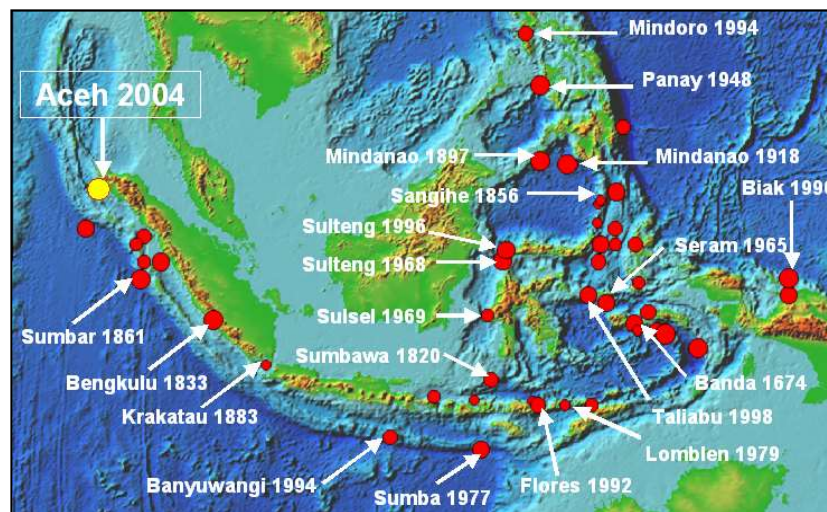 Mindoro 1994
Aceh 2004
Panay 1948
Mindanao 1897
Mindanao 1918
Sangihe 1856
Biak 1996
Sulteng 1996
Seram 1965
Sulteng 1968
Sulsel 1969
Sumbar 1861
Sumbawa 1820
Bengkulu 1833
Banda 1674
Krakatau 1883
Taliabu 1998
Lomblen 1979
Banyuwangi 1994
Sumba 1977
Flores 1992